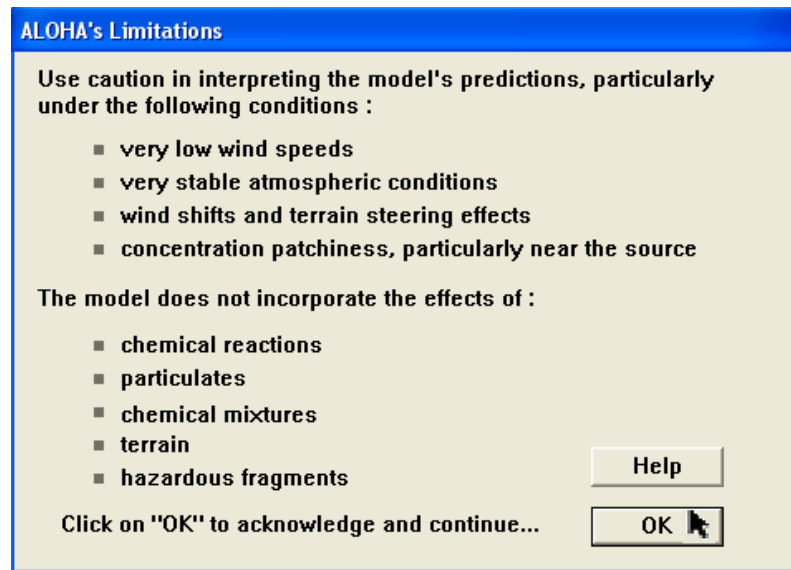 ALOHA's Limitations
Use caution in interpreting the model's predictions, particularly
under the following conditions :
very low wind speeds
very stable atmospheric conditions
wind shifts and terrain steering effects
concentration patchiness, particularly near the source
The model does not incorporate the effects of :
chemical reactions
particulates
chemical mixtures
terrain
hazardous fragments
Help
Click on "OK" to acknowledge and continue...
OK